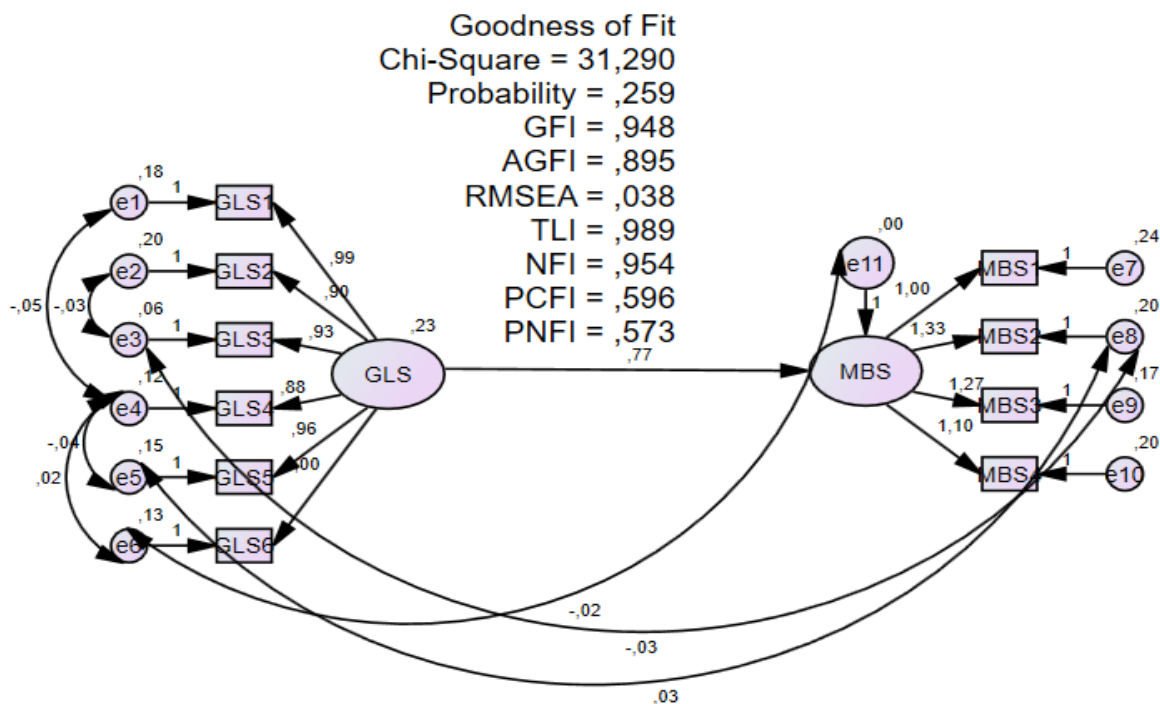 Goodness of Fit
Chi-Square = 31,290
Probability = ,259
GFI = ,948
AGFI = ,895
RMSEA = ,038
TLI = ,989
NFI = ,954
PCFI = ,596
PNFI = ,573
,18
e1
1
GLS1
,99
,20
e2
1
GLS2
,90
-,05
-,03
,06
e3
1
GLS3
,93
,23
GLS
,12
e4
1
GLS4
,88
-,04
,02
,15
e5
1
GLS5
,96
,13
e6
1
GLS6
,00
,77
,00
e11
1
MBS
1,00
MBS1
1
e7
,24
1,33
MBS2
1
e8
,20
1,27
MBS3
1
e9
,17
1,10
MBS4
1
e10
,20
-,02
-,03
,03